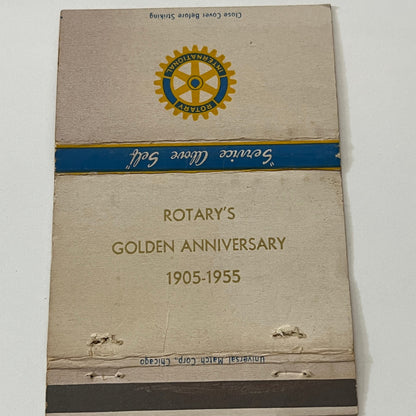 Close Cover Before Striking
ROTARY
INTERNATIONAL
"Service Above Self"
ROTARY'S
GOLDEN ANNIVERSARY
1905-1955
Universal Match Corp., Chicago